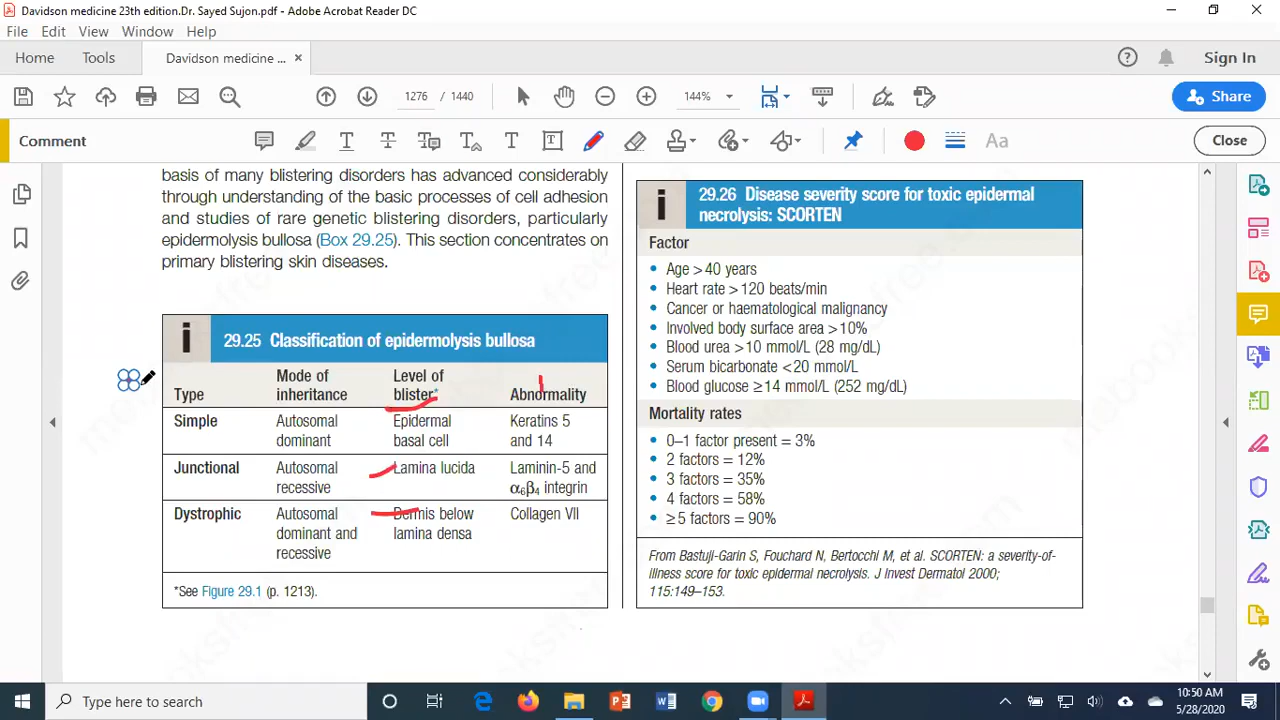 Davidson medicine 23th edition.Dr. Sayed Sujon.pdf - Adobe Acrobat Reader DC
File Edit View Window Help
Home Tools Davidson medicine ... × Sign In
1276 / 1440 144% Share
Comment Close
basis of many blistering disorders has advanced considerably
through understanding of the basic processes of cell adhesion
and studies of rare genetic blistering disorders, particularly
epidermolysis bullosa (Box 29.25). This section concentrates on
primary blistering skin diseases.
i 29.25 Classification of epidermolysis bullosa
Type Mode of inheritance Level of blister* Abnormality
Simple Autosomal dominant Epidermal basal cell Keratins 5 and 14
Junctional Autosomal recessive Lamina lucida Laminin-5 and α6β4 integrin
Dystrophic Autosomal dominant and recessive Dermis below lamina densa Collagen VII
*See Figure 29.1 (p. 1213).
i 29.26 Disease severity score for toxic epidermal
necrolysis: SCORTEN
Factor
• Age >40 years
• Heart rate >120 beats/min
• Cancer or haematological malignancy
• Involved body surface area >10%
• Blood urea >10 mmol/L (28 mg/dL)
• Serum bicarbonate <20 mmol/L
• Blood glucose ≥14 mmol/L (252 mg/dL)
Mortality rates
• 0–1 factor present = 3%
• 2 factors = 12%
• 3 factors = 35%
• 4 factors = 58%
• ≥5 factors = 90%
From Bastuji-Garin S, Fouchard N, Bertocchi M, et al. SCORTEN: a severity-of-
illness score for toxic epidermal necrolysis. J Invest Dermatol 2000;
115:149–153.
Type here to search
10:50 AM
5/28/2020